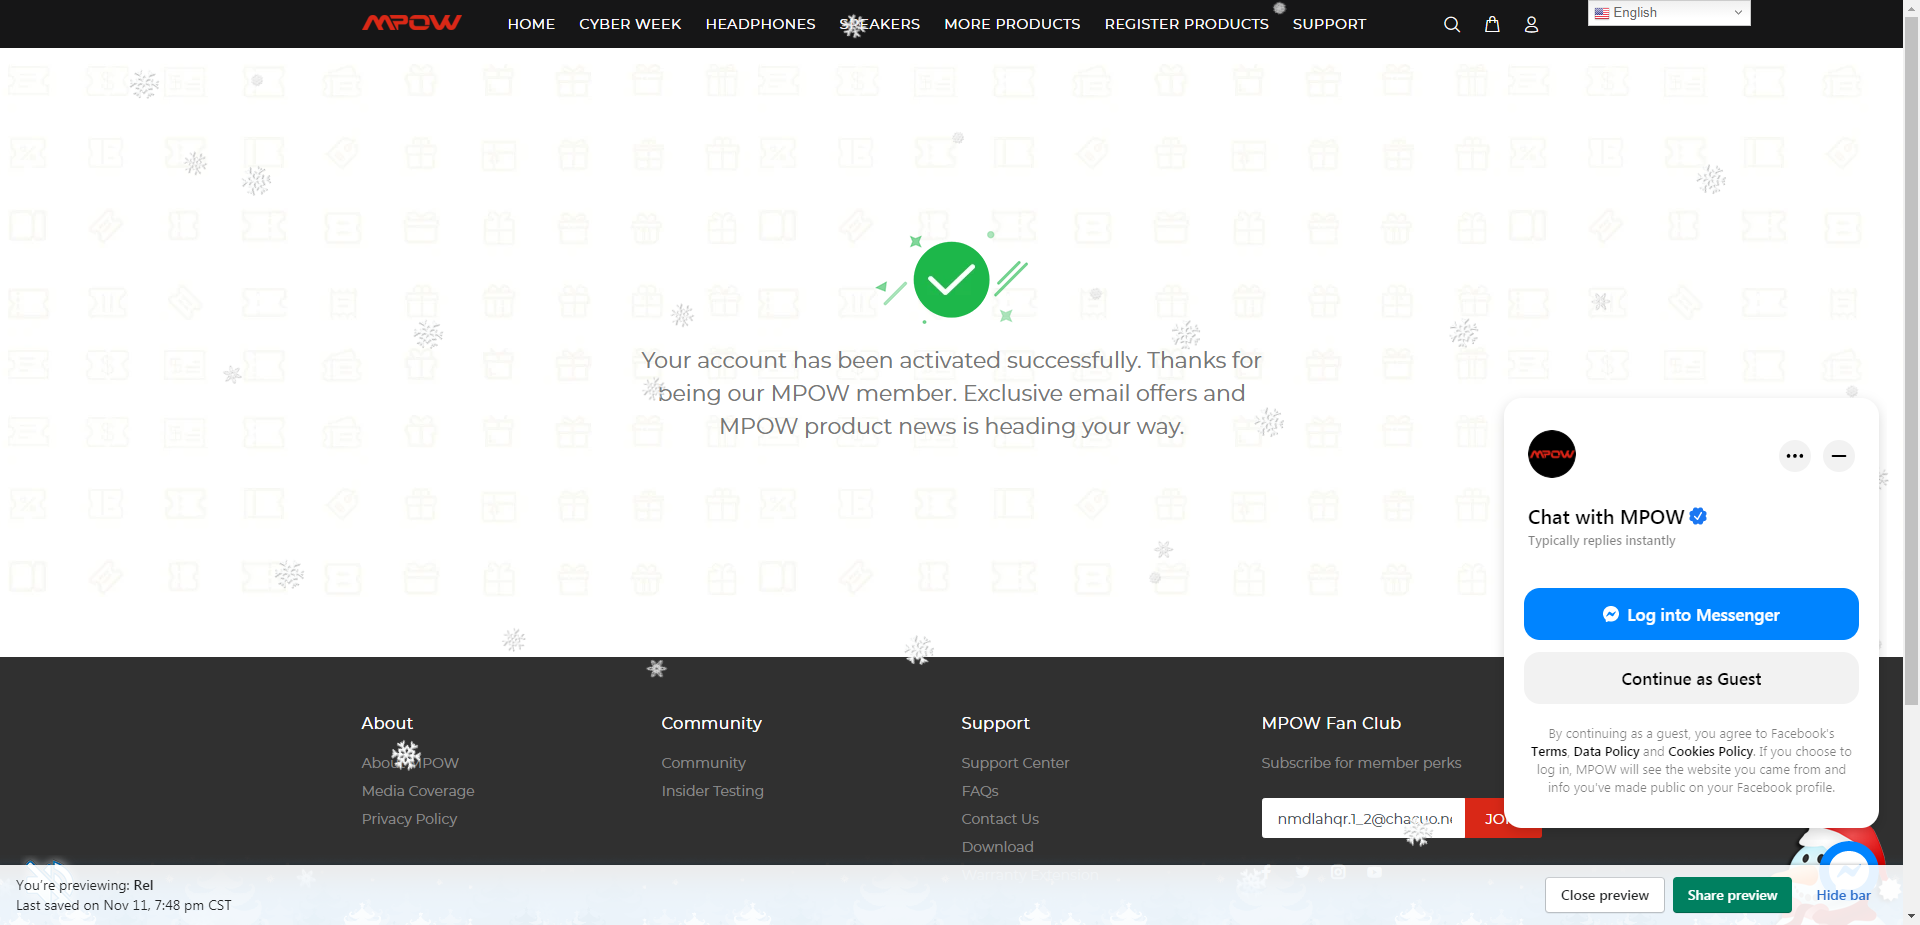 MPOW
HOME
CYBER WEEK
HEADPHONES
SPEAKERS
MORE PRODUCTS
REGISTER PRODUCTS
SUPPORT
English
Your account has been activated successfully. Thanks for
being our MPOW member. Exclusive email offers and
MPOW product news is heading your way.
MPOW
Chat with MPOW
Typically replies instantly
Log into Messenger
Continue as Guest
By continuing as a guest, you agree to Facebook's
Terms, Data Policy and Cookies Policy. If you choose to
log in, MPOW will see the website you came from and
info you've made public on your Facebook profile.
About
About MPOW
Media Coverage
Privacy Policy
Community
Community
Insider Testing
Support
Support Center
FAQs
Contact Us
Download
Warranty Extension
MPOW Fan Club
Subscribe for member perks
You're previewing: Rel
Last saved on Nov 11, 7:48 pm CST
Close preview
Share preview
Hide bar